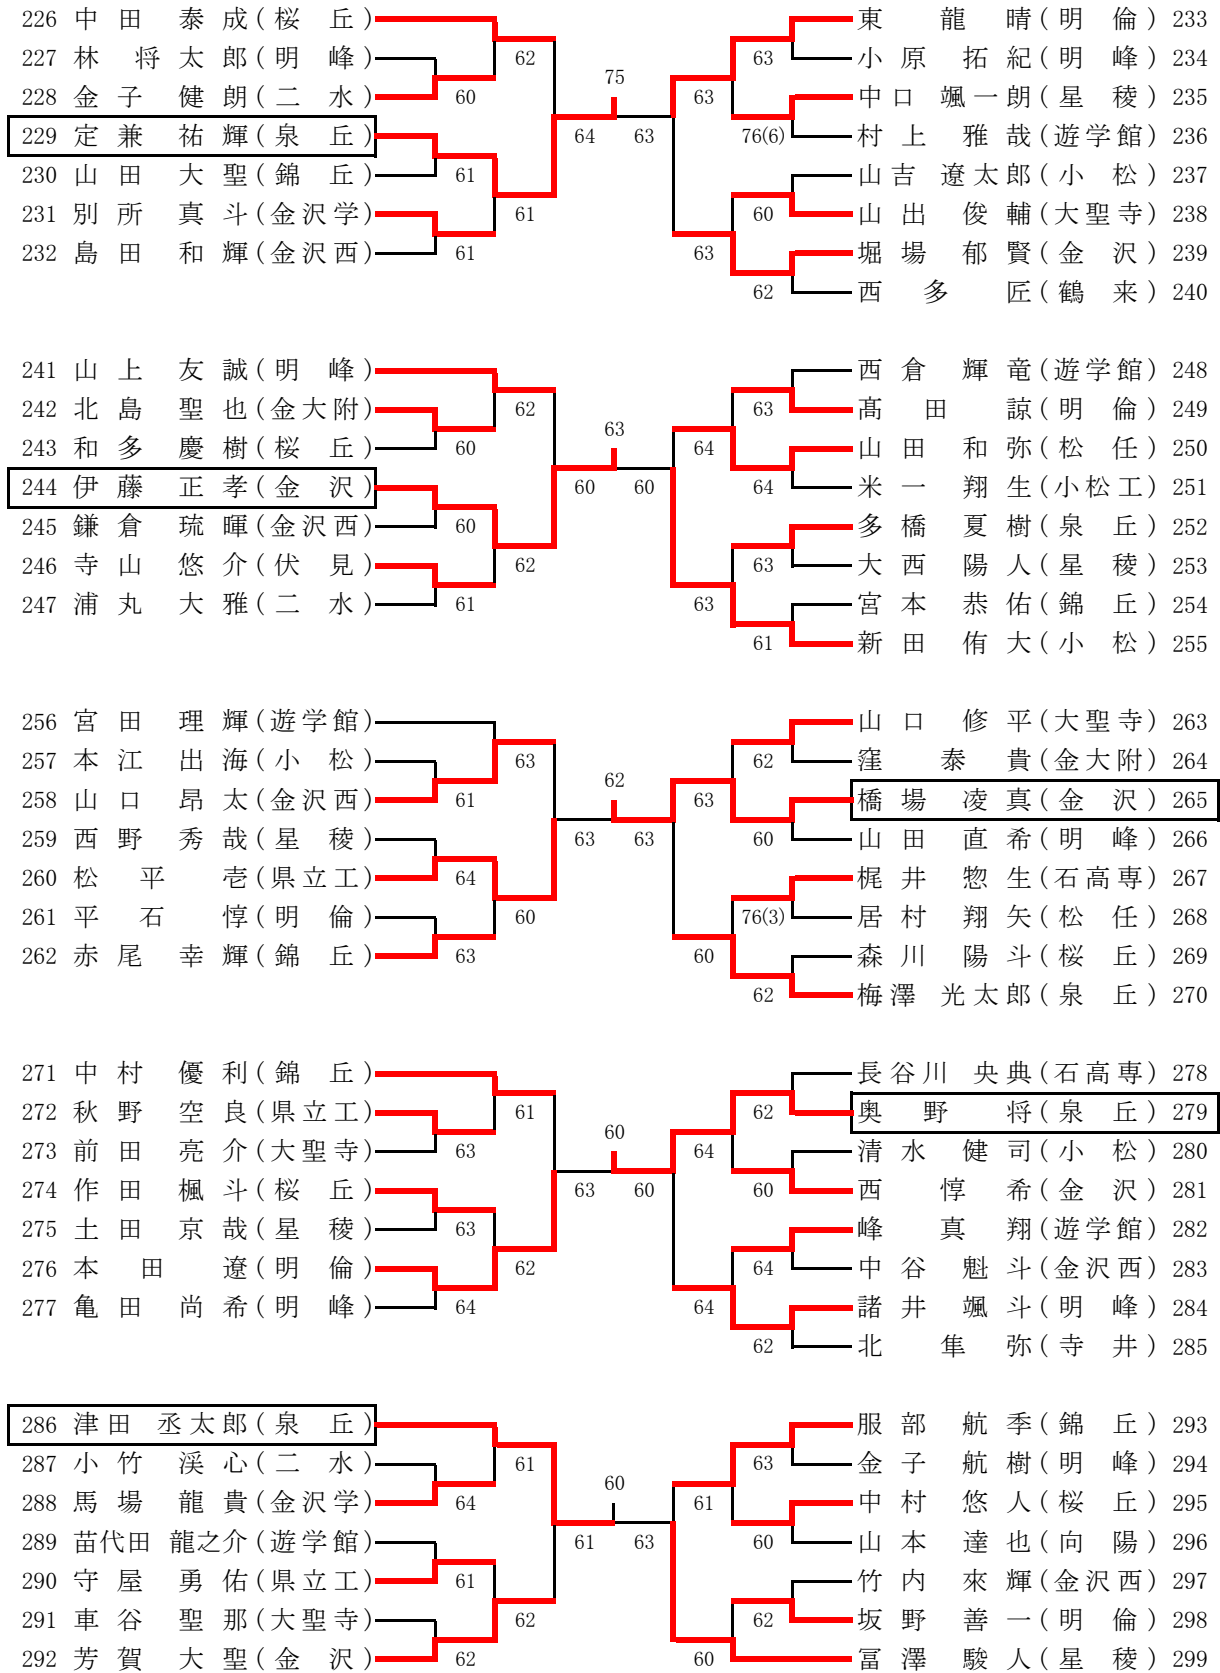 226 中田 泰成(桜丘)
227 林 将太郎(明峰)
228 金子 健朗(二水)
229 定兼 祐輝(泉丘)
230 山田 大聖(錦丘)
231 別所 真斗(金沢学)
232 島田 和輝(金沢西)
62
60
61
61
61
64
75
63
63
63
76(6)
60
63
62
東 龍晴(明倫) 233
小原 拓紀(明峰) 234
中口 颯一朗(星稜) 235
村上 雅哉(遊学館) 236
山吉 遼太郎(小松) 237
山出 俊輔(大聖寺) 238
堀場 郁賢(金沢) 239
西多 匠(鶴来) 240
241 山上 友誠(明峰)
242 北島 聖也(金大附)
243 和多 慶樹(桜丘)
244 伊藤 正孝(金沢)
245 鎌倉 琉暉(金沢西)
246 寺山 悠介(伏見)
247 浦丸 大雅(二水)
62
60
60
62
61
60
63
60
63
64
64
63
63
61
西倉 輝竜(遊学館) 248
髙田 諒(明倫) 249
山田 和弥(松任) 250
米一 翔生(小松工) 251
多橋 夏樹(泉丘) 252
大西 陽人(星稜) 253
宮本 恭佑(錦丘) 254
新田 侑大(小松) 255
256 宮田 理輝(遊学館)
257 本江 出海(小松)
258 山口 昂太(金沢西)
259 西野 秀哉(星稜)
260 松平 壱(県立工)
261 平石 惇(明倫)
262 赤尾 幸輝(錦丘)
63
61
64
60
63
63
62
63
62
63
60
76(3)
60
62
山口 修平(大聖寺) 263
窪 泰貴(金大附) 264
橋場 凌真(金沢) 265
山田 直希(明峰) 266
梶井 惣生(石高専) 267
居村 翔矢(松任) 268
森川 陽斗(桜丘) 269
梅澤 光太郎(泉丘) 270
271 中村 優利(錦丘)
272 秋野 空良(県立工)
273 前田 亮介(大聖寺)
274 作田 楓斗(桜丘)
275 土田 京哉(星稜)
276 本田 遼(明倫)
277 亀田 尚希(明峰)
61
63
63
62
64
63
60
60
62
64
60
64
64
62
長谷川 央典(石高専) 278
奥野 将(泉丘) 279
清水 健司(小松) 280
西 惇希(金沢) 281
峰 真翔(遊学館) 282
中谷 魁斗(金沢西) 283
諸井 颯斗(明峰) 284
北 隼弥(寺井) 285
286 津田 丞太郎(泉丘)
287 小竹 渓心(二水)
288 馬場 龍貴(金沢学)
289 苗代田 龍之介(遊学館)
290 守屋 勇佑(県立工)
291 車谷 聖那(大聖寺)
292 芳賀 大聖(金沢)
61
64
61
62
62
61
60
63
63
61
60
62
60
服部 航季(錦丘) 293
金子 航樹(明峰) 294
中村 悠人(桜丘) 295
山本 達也(向陽) 296
竹内 來輝(金沢西) 297
坂野 善一(明倫) 298
冨澤 駿人(星稜) 299